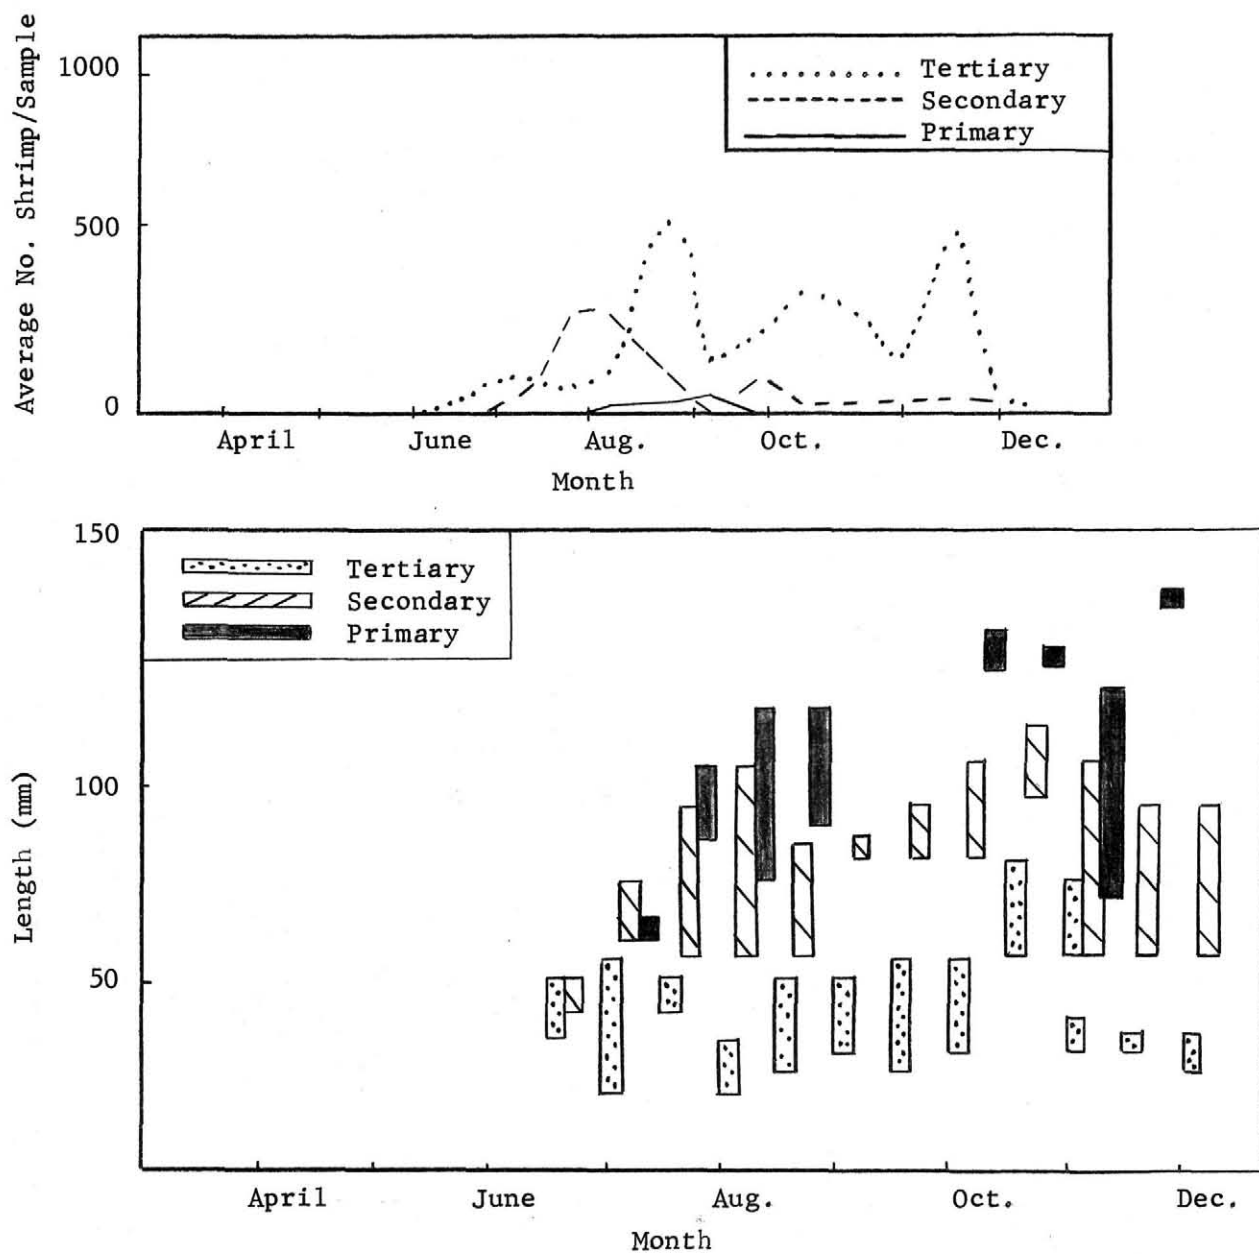 Average No. Shrimp/Sample
1000
500
0
Tertiary
Secondary
Primary
April June Aug. Oct. Dec.
Month
Length (mm)
150
100
50
Tertiary
Secondary
Primary
April June Aug. Oct. Dec.
Month